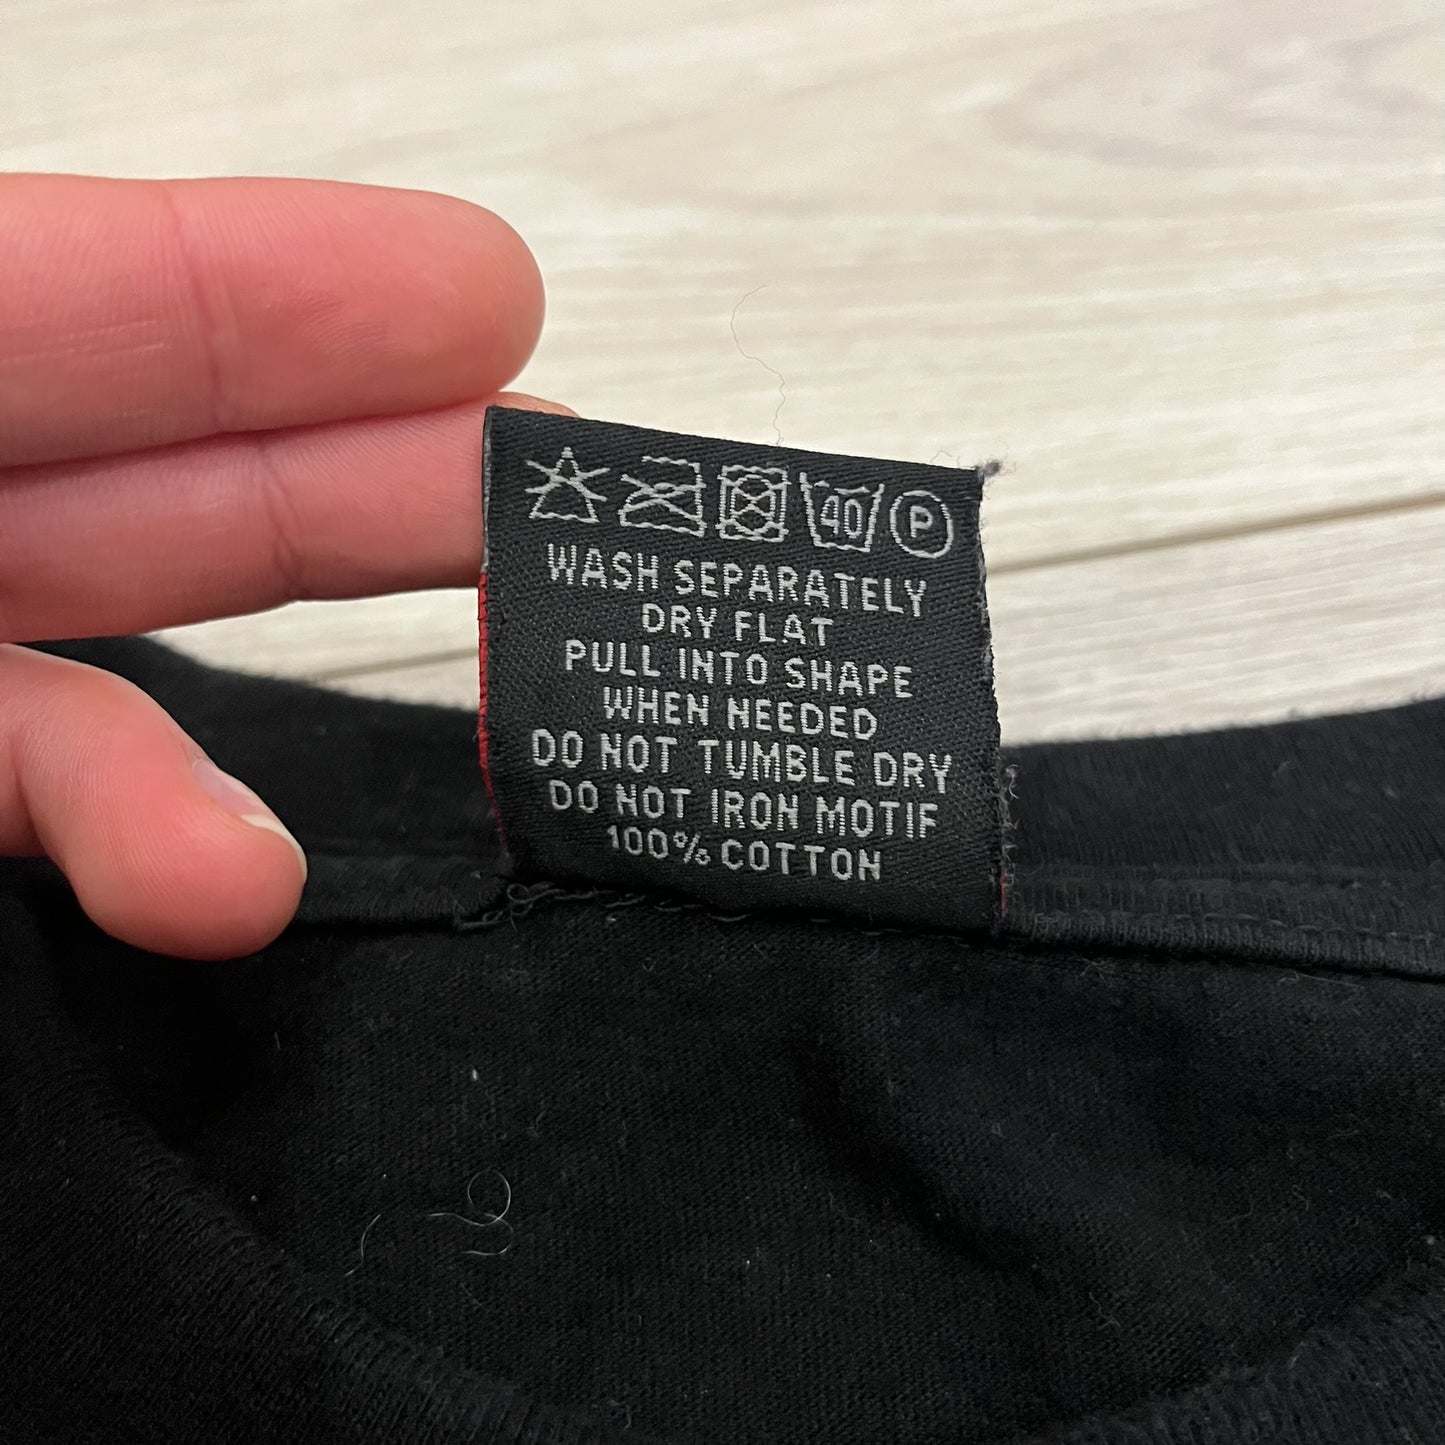 40 P
WASH SEPARATELY
DRY FLAT
PULL INTO SHAPE
WHEN NEEDED
DO NOT TUMBLE DRY
DO NOT IRON MOTIF
100% COTTON